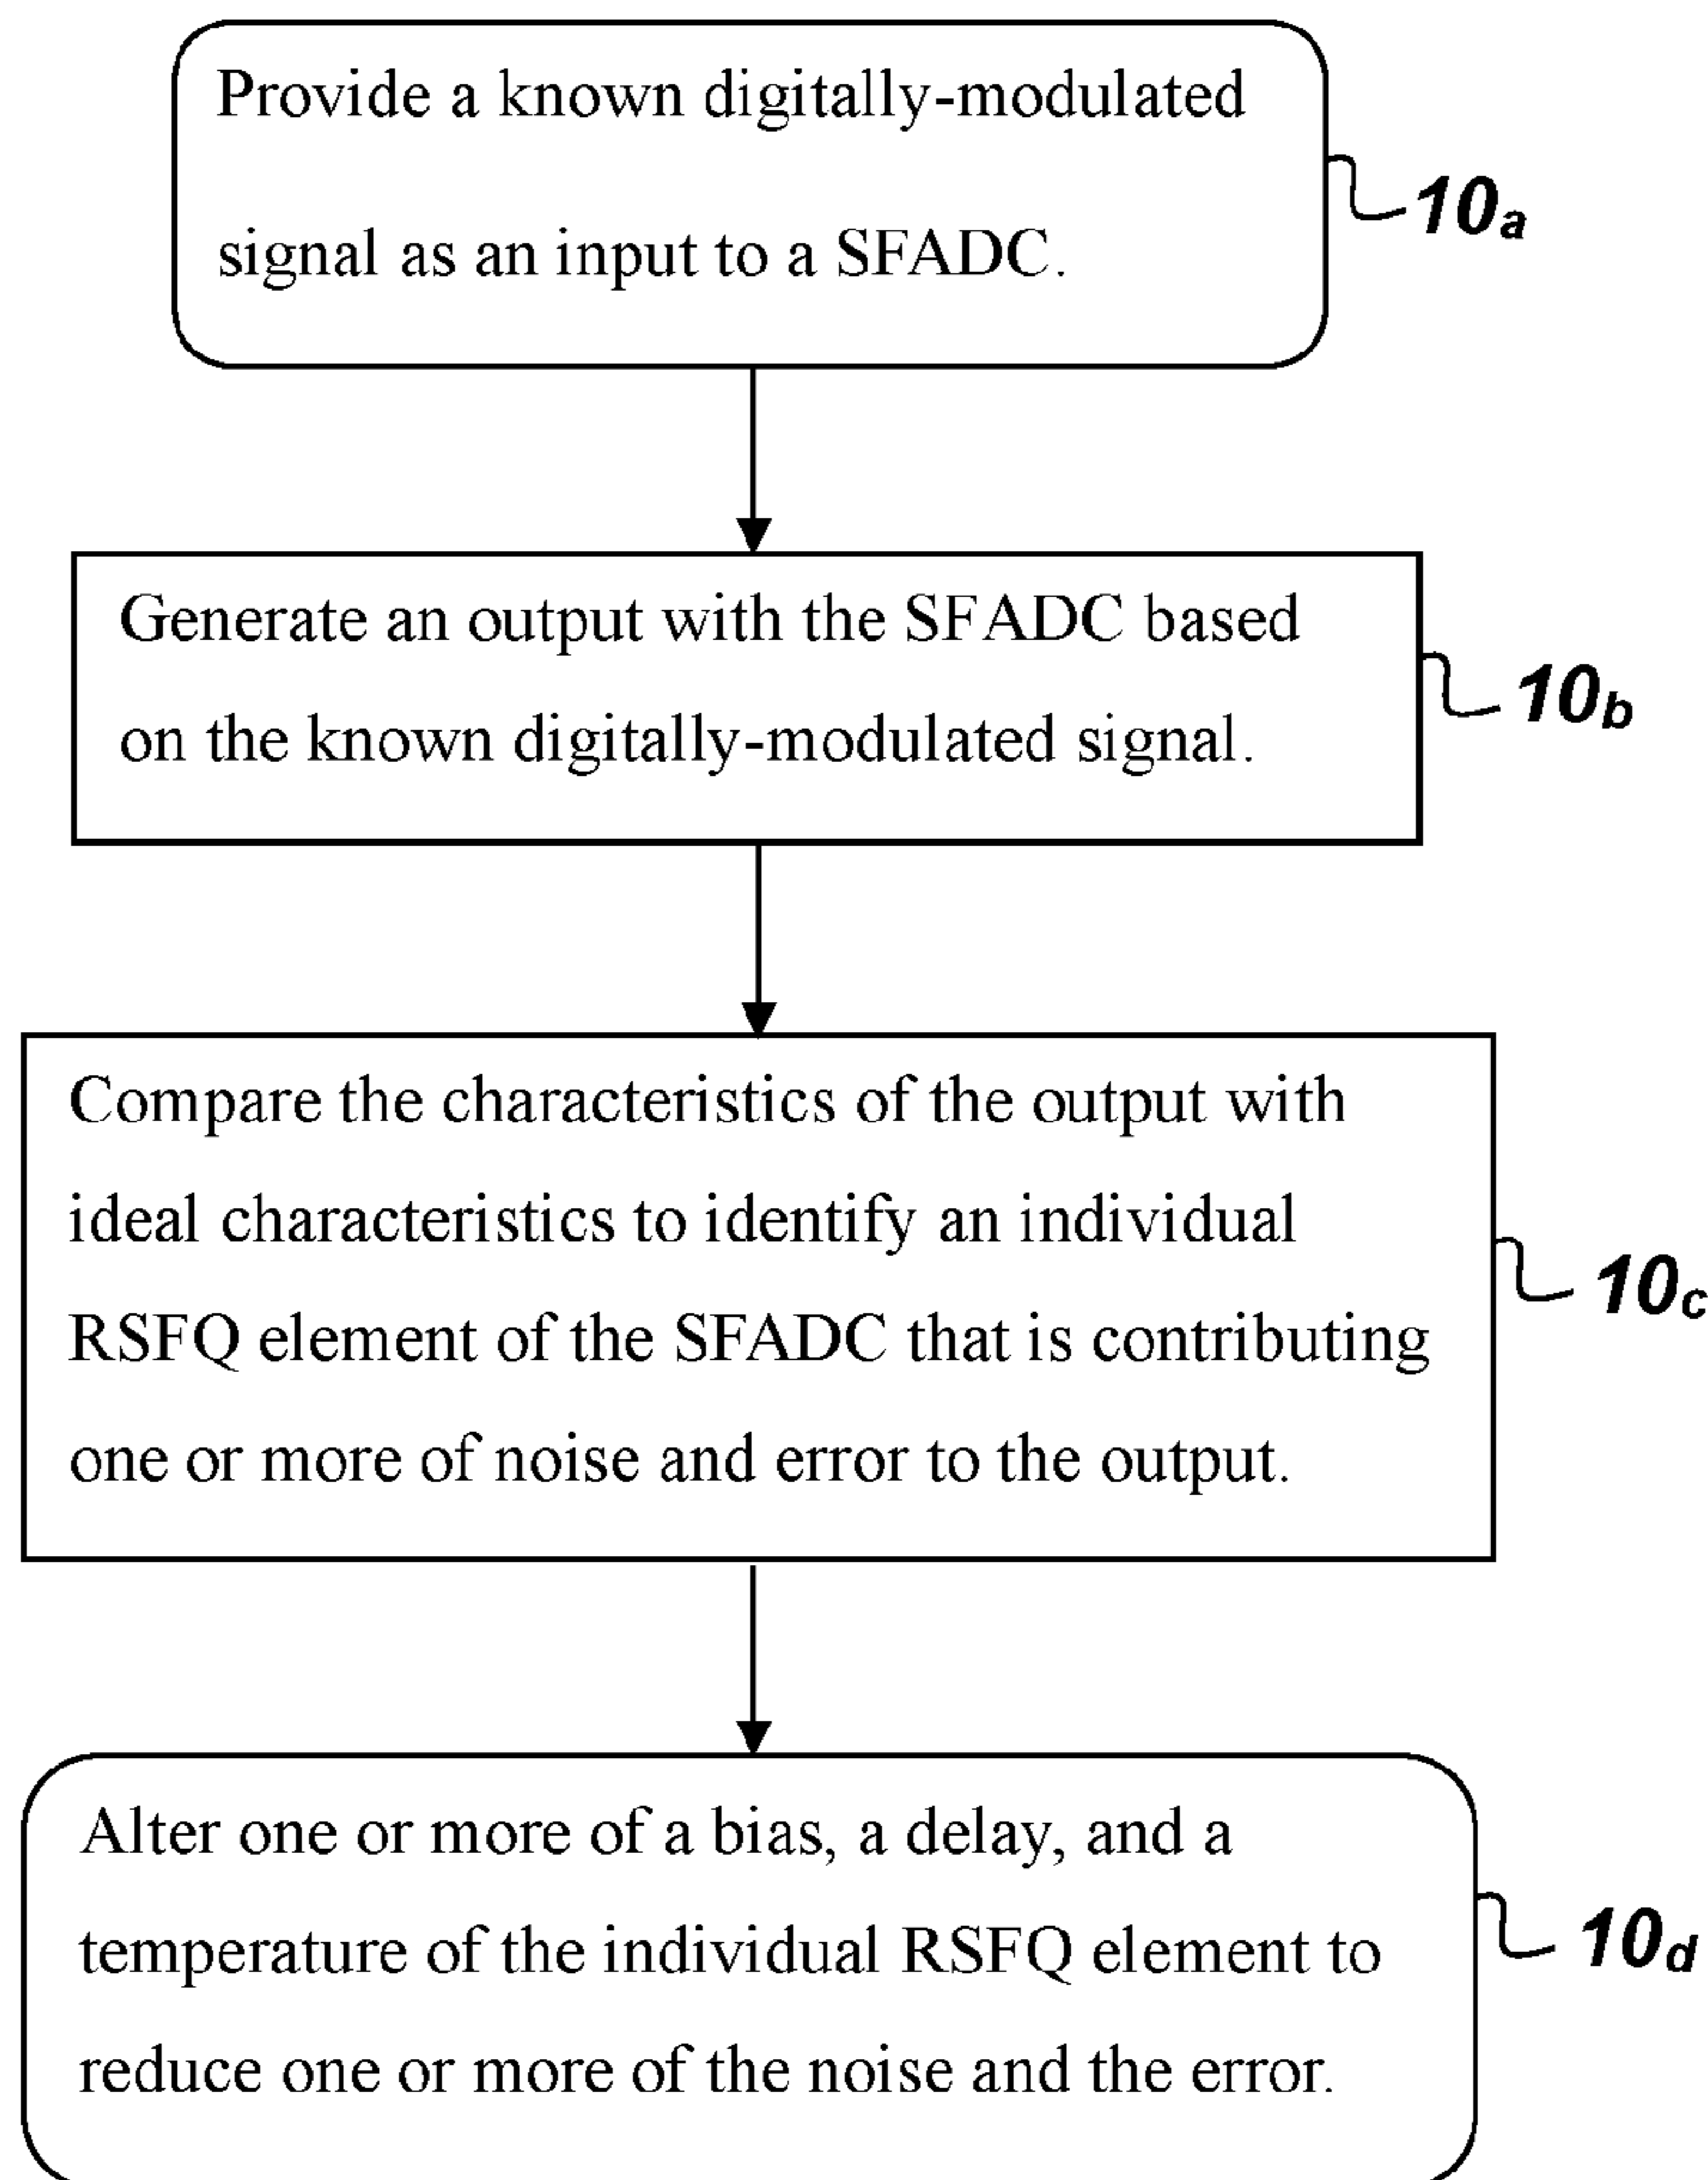 Provide a known digitally-modulated
signal as an input to a SFADC.
10a
Generate an output with the SFADC based
on the known digitally-modulated signal.
10b
Compare the characteristics of the output with
ideal characteristics to identify an individual
RSFQ element of the SFADC that is contributing
one or more of noise and error to the output.
10c
Alter one or more of a bias, a delay, and a
temperature of the individual RSFQ element to
reduce one or more of the noise and the error.
10d